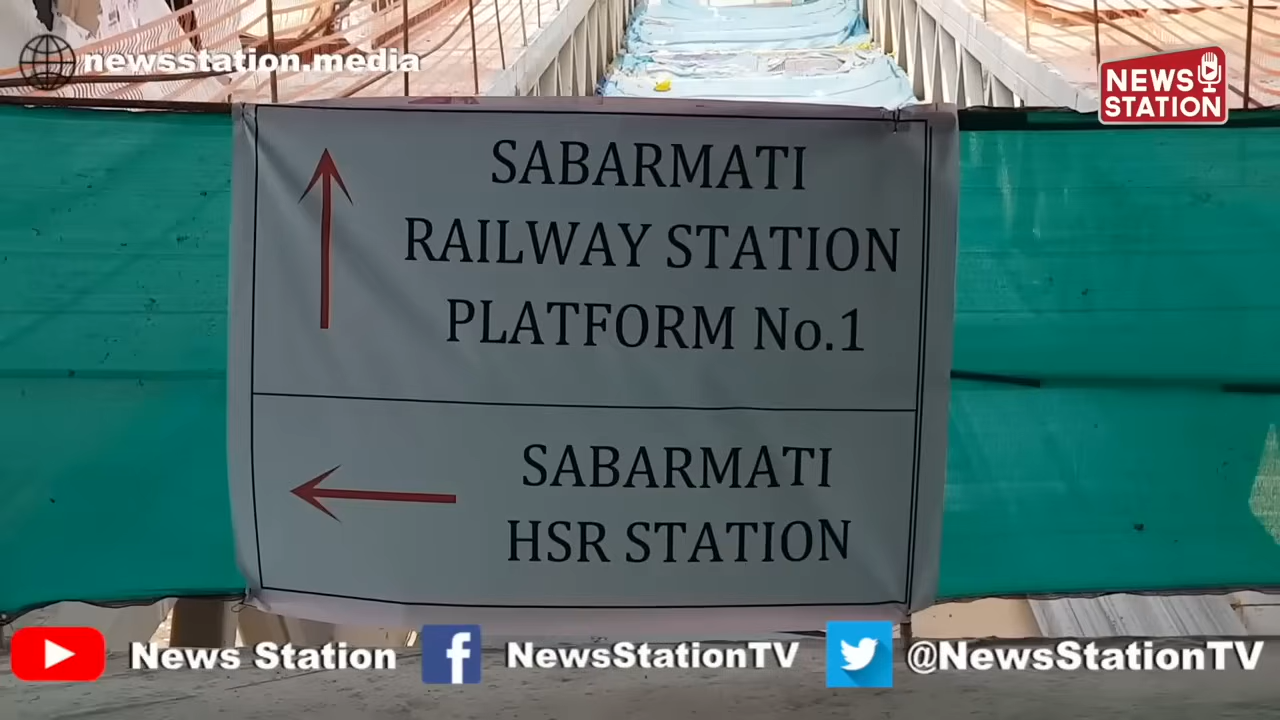 newsstation.media
NEWS
STATION
SABARMATI
RAILWAY STATION
PLATFORM No.1
SABARMATI
HSR STATION
News Station
NewsStationTV
@NewsStationTV